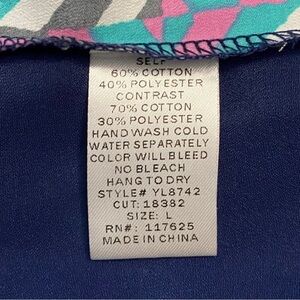 SELF
60% COTTON
40% POLYESTER
CONTRAST
70% COTTON
30% POLYESTER
HAND WASH COLD
WATER SEPARATELY
COLOR WILL BLEED
NO BLEACH
HANG TO DRY
STYLE# YL8742
CUT: 18382
SIZE: L
RN#: 117625
MADE IN CHINA